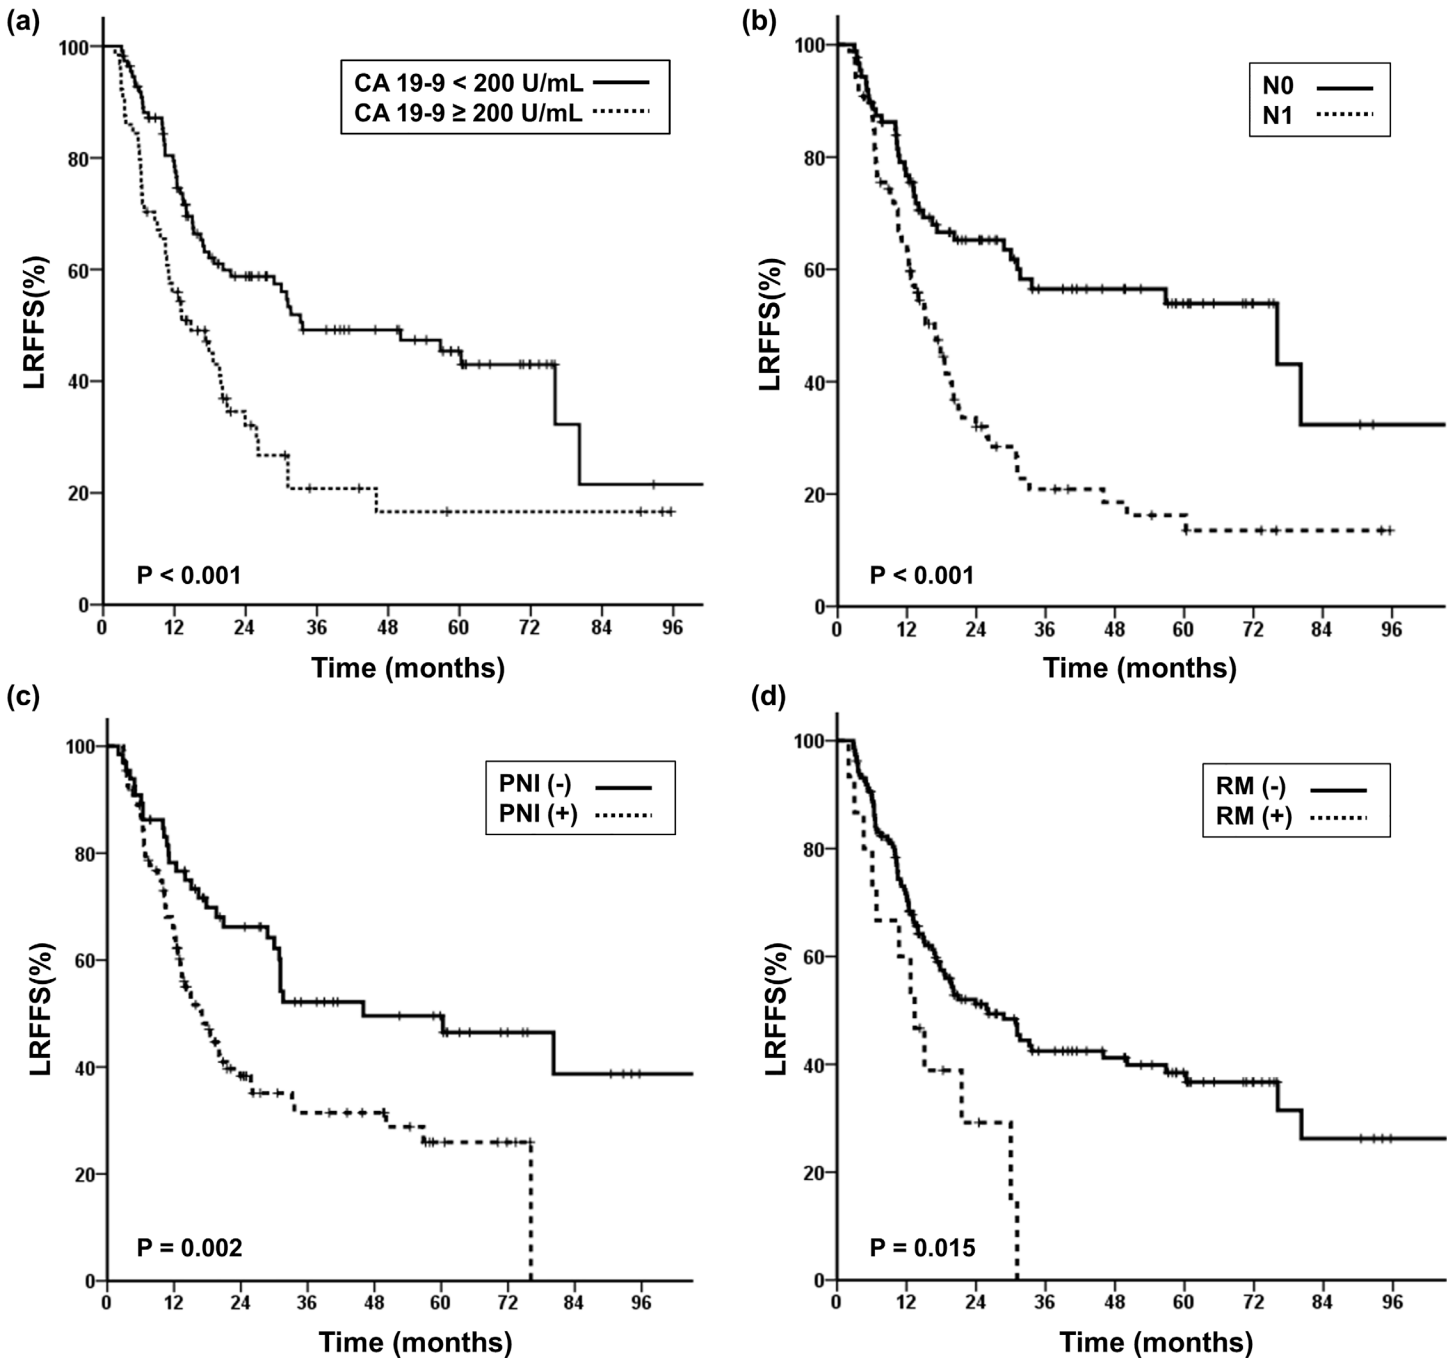 (a)
100
80
60
40
20
0
LRFFS(%)
CA 19-9 < 200 U/mL
CA 19-9 ≥ 200 U/mL
P < 0.001
0 12 24 36 48 60 72 84 96
Time (months)
(b)
100
80
60
40
20
0
LRFFS(%)
N0
N1
P < 0.001
0 12 24 36 48 60 72 84 96
Time (months)
(c)
100
80
60
40
20
0
LRFFS(%)
PNI (-)
PNI (+)
P = 0.002
0 12 24 36 48 60 72 84 96
Time (months)
(d)
100
80
60
40
20
0
LRFFS(%)
RM (-)
RM (+)
P = 0.015
0 12 24 36 48 60 72 84 96
Time (months)